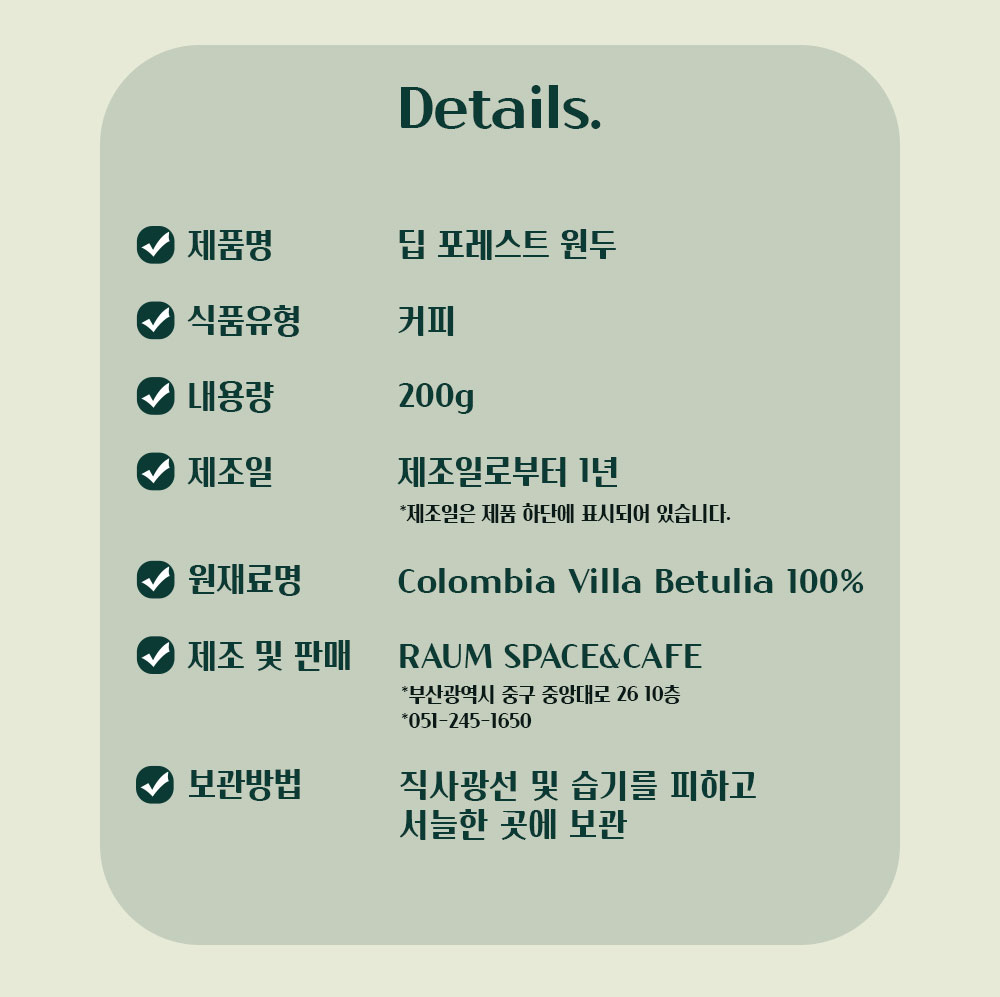 Details.
제품명 딥 포레스트 원두
식품유형 커피
내용량 200g
제조일 제조일로부터 1년
*제조일은 제품 하단에 표시되어 있습니다.
원재료명 Colombia Villa Betulia 100%
제조 및 판매 RAUM SPACE&CAFE
*부산광역시 중구 중앙대로 26 10층
*051-245-1650
보관방법 직사광선 및 습기를 피하고
서늘한 곳에 보관